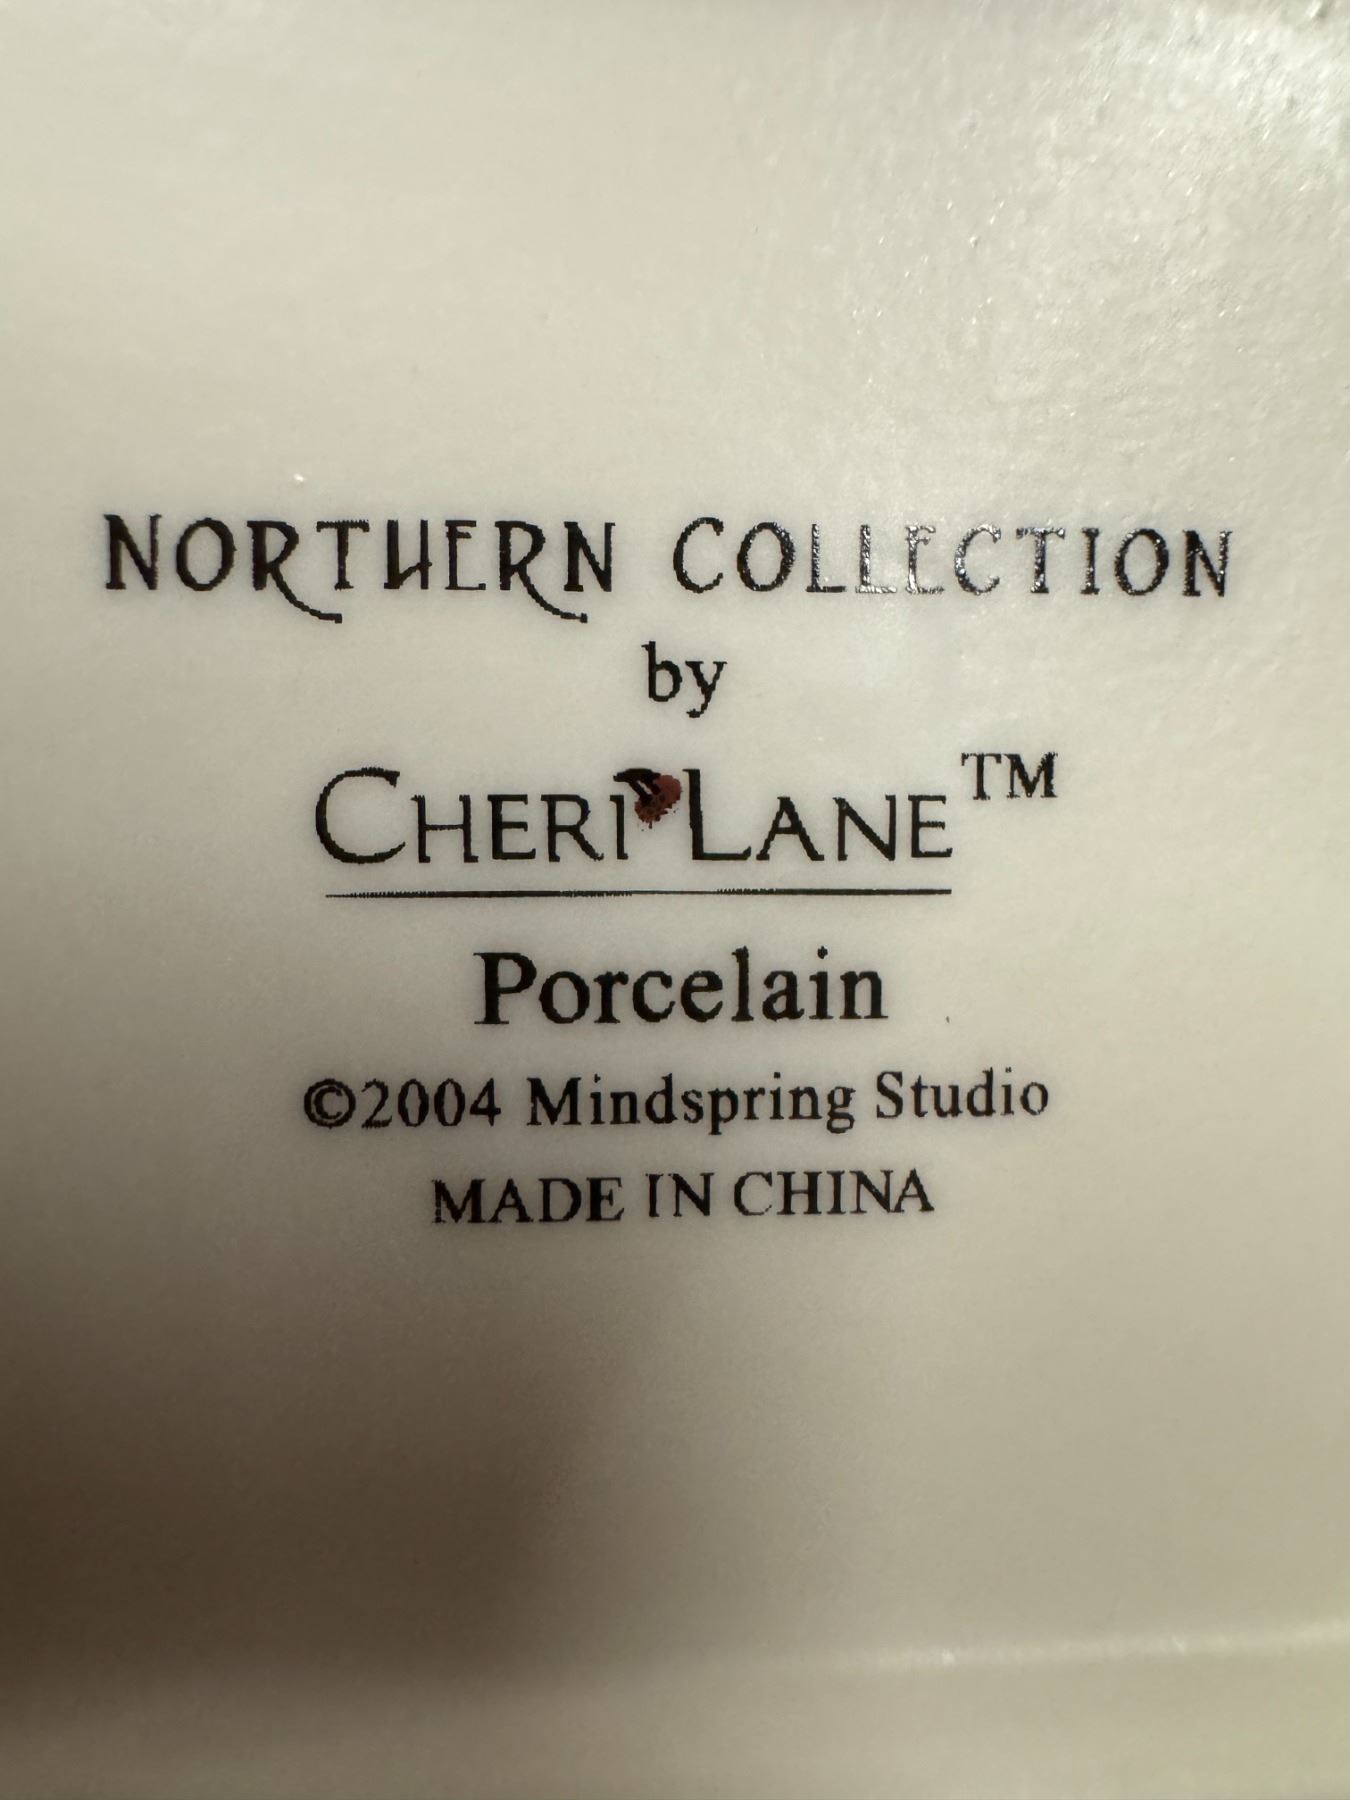 NORTHERN COLLECTION
by
CHERI LANE™
Porcelain
©2004 Mindspring Studio
MADE IN CHINA